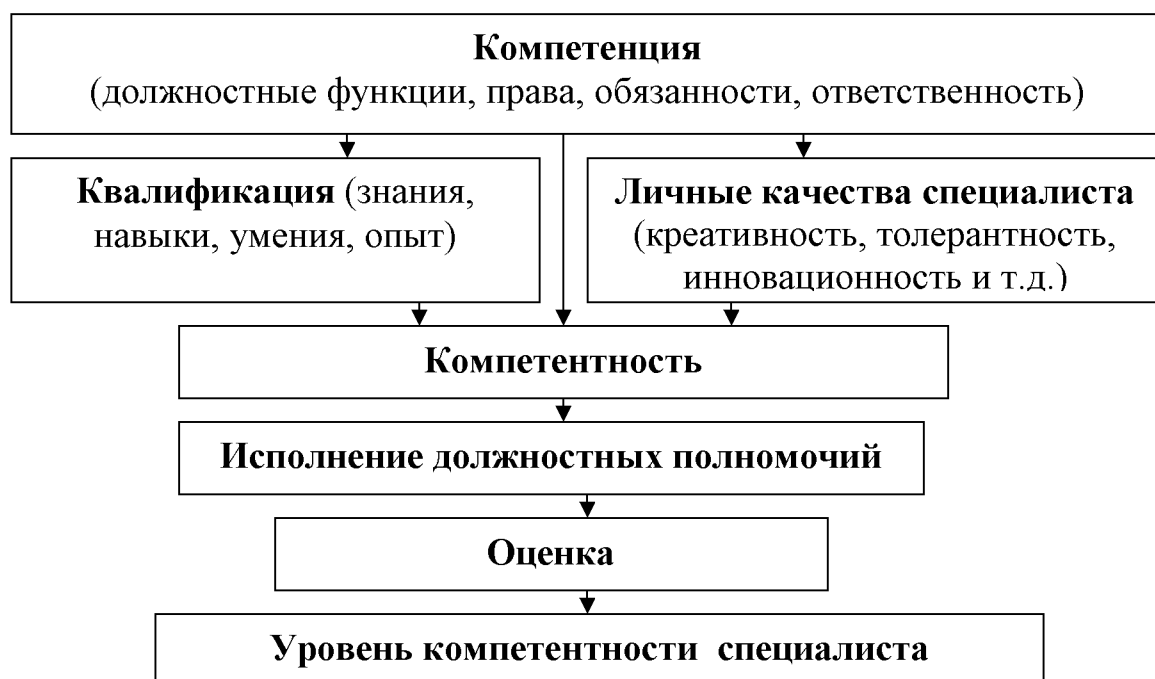 Компетенция
(должностные функции, права, обязанности, ответственность)
Квалификация (знания,
навыки, умения, опыт)
Личные качества специалиста
(креативность, толерантность,
инновационность и т.д.)
Компетентность
Исполнение должностных полномочий
Оценка
Уровень компетентности специалиста